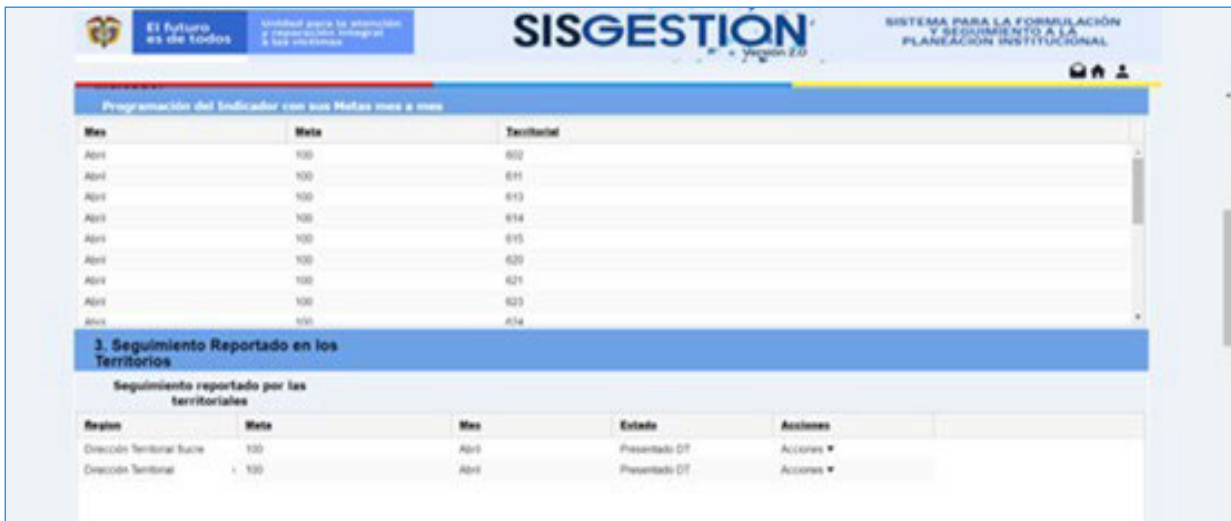 El futuro
es de todos
Unidad para la atención
y reparación integral
a las víctimas
SISGESTIÓN
Versión 2.0
SISTEMA PARA LA FORMULACIÓN
Y SEGUIMIENTO A LA
PLANEACIÓN INSTITUCIONAL
Programación del Indicador con sus Metas mes a mes
Mes Meta Territorial
Abril 100 602
Abril 100 611
Abril 100 613
Abril 100 614
Abril 100 615
Abril 100 620
Abril 100 621
Abril 100 623
Abril 100 624
3. Seguimiento Reportado en los
Territorios
Seguimiento reportado por las
territoriales
Region Meta Mes Estado Acciones
Dirección Territorial Sucre 100 Abril Presentado DT Acciones ▼
Dirección Territorial 100 Abril Presentado DT Acciones ▼